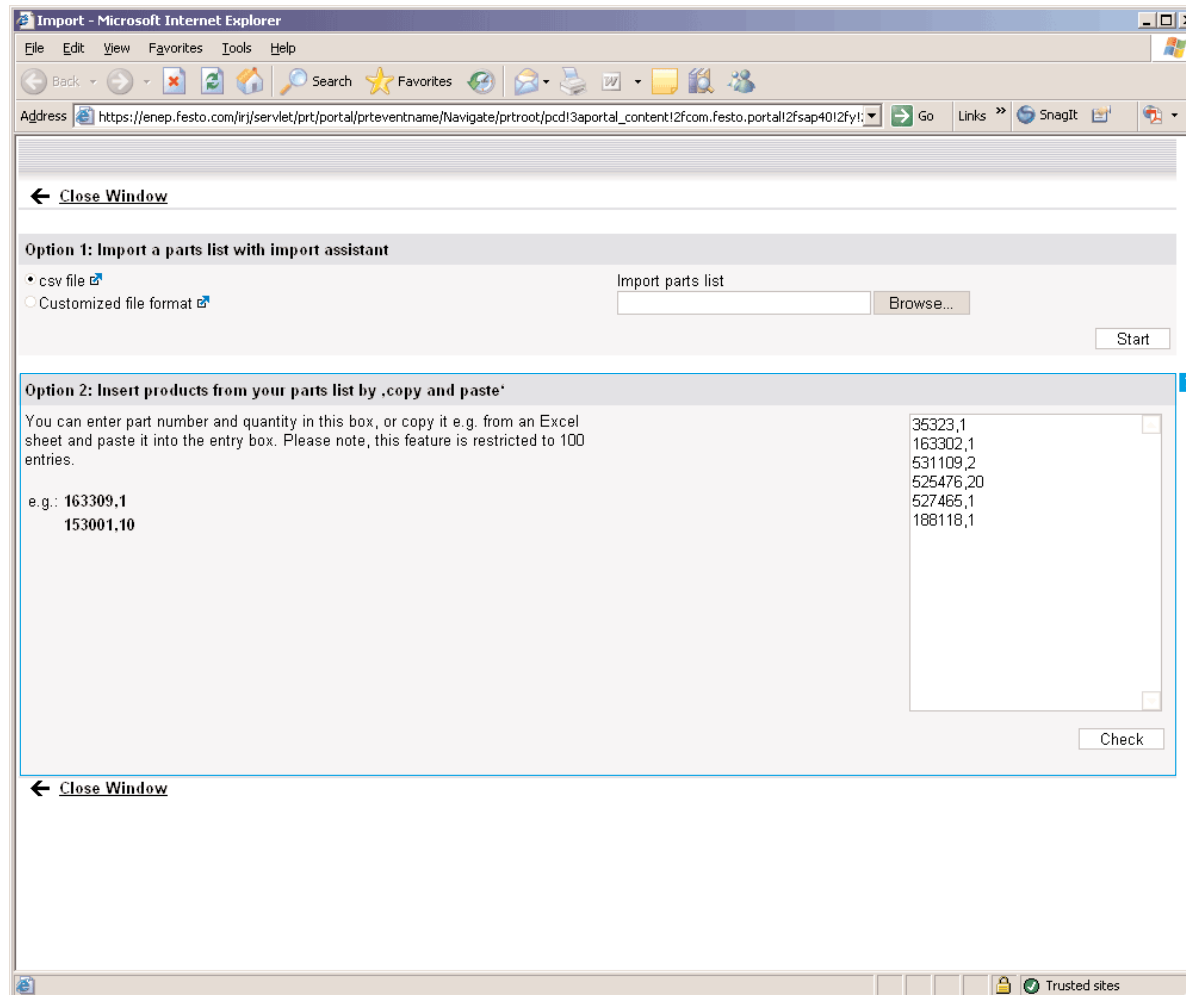 Import - Microsoft Internet Explorer
File Edit View Favorites Tools Help
Back Search Favorites
Address https://enep.festo.com/irj/servlet/prt/portal/prteventname/Navigate/prtroot/pcd!3aportal_content!2fcom.festo.portal!2fsap40!2fy!: Go Links » SnagIt
Close Window
Option 1: Import a parts list with import assistant
csv file
Customized file format
Import parts list
Browse...
Start
Option 2: Insert products from your parts list by ‚copy and paste‘
You can enter part number and quantity in this box, or copy it e.g. from an Excel
sheet and paste it into the entry box. Please note, this feature is restricted to 100
entries.
e.g.: 163309,1
153001,10
35323,1
163302,1
531109,2
525476,20
527465,1
188118,1
Check
Close Window
Trusted sites